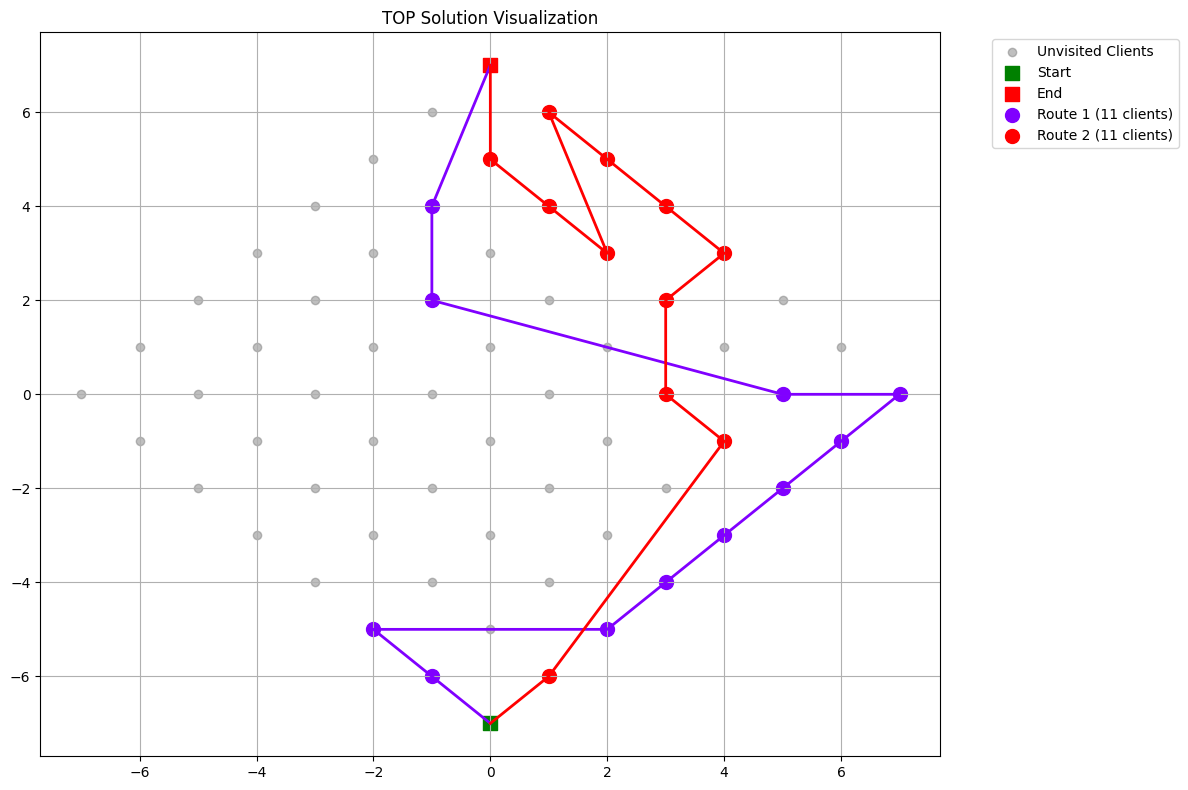 TOP Solution Visualization
Unvisited Clients
Start
End
Route 1 (11 clients)
Route 2 (11 clients)
6
4
2
0
−2
−4
−6
−6 −4 −2 0 2 4 6